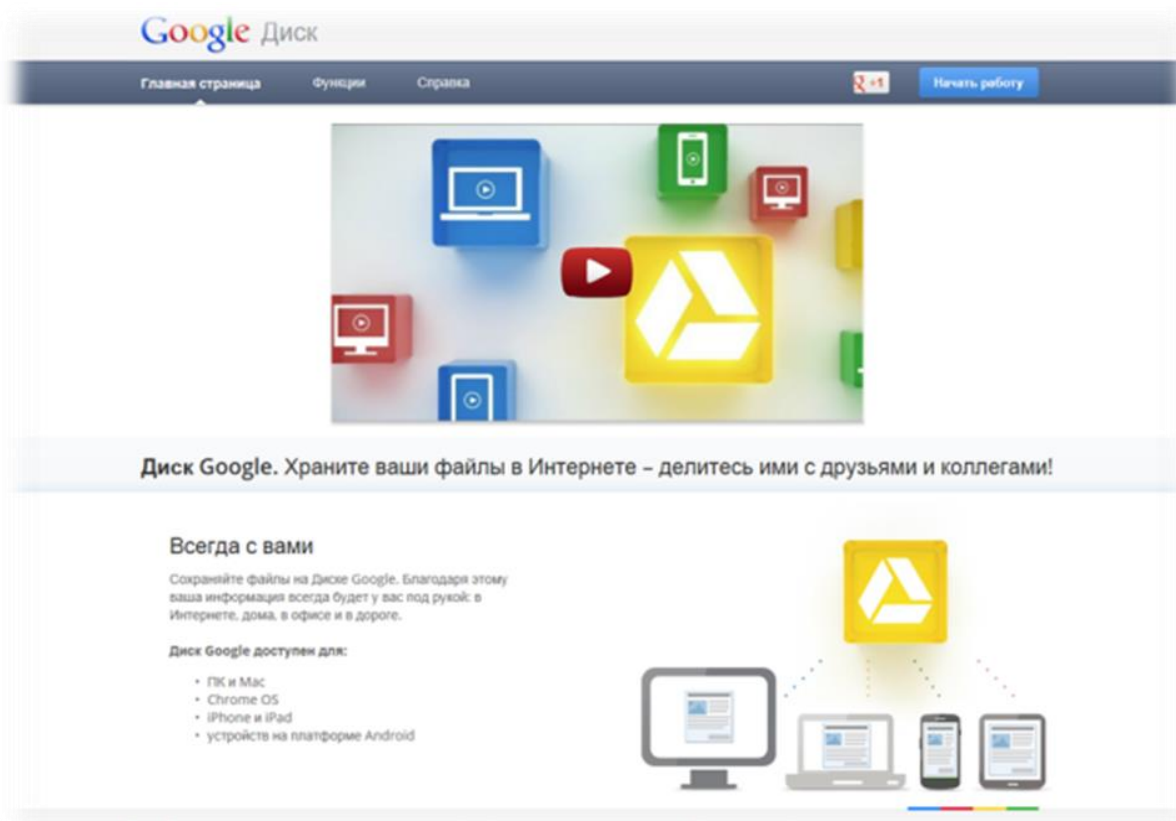 Google Диск
Главная страница Функции Справка +1 Начать работу
Диск Google. Храните ваши файлы в Интернете – делитесь ими с друзьями и коллегами!
Всегда с вами
Сохраняйте файлы на Диске Google. Благодаря этому
ваша информация всегда будет у вас под рукой: в
Интернете, дома, в офисе и в дороге.
Диск Google доступен для:
• ПК и Mac
• Chrome OS
• iPhone и iPad
• устройств на платформе Android